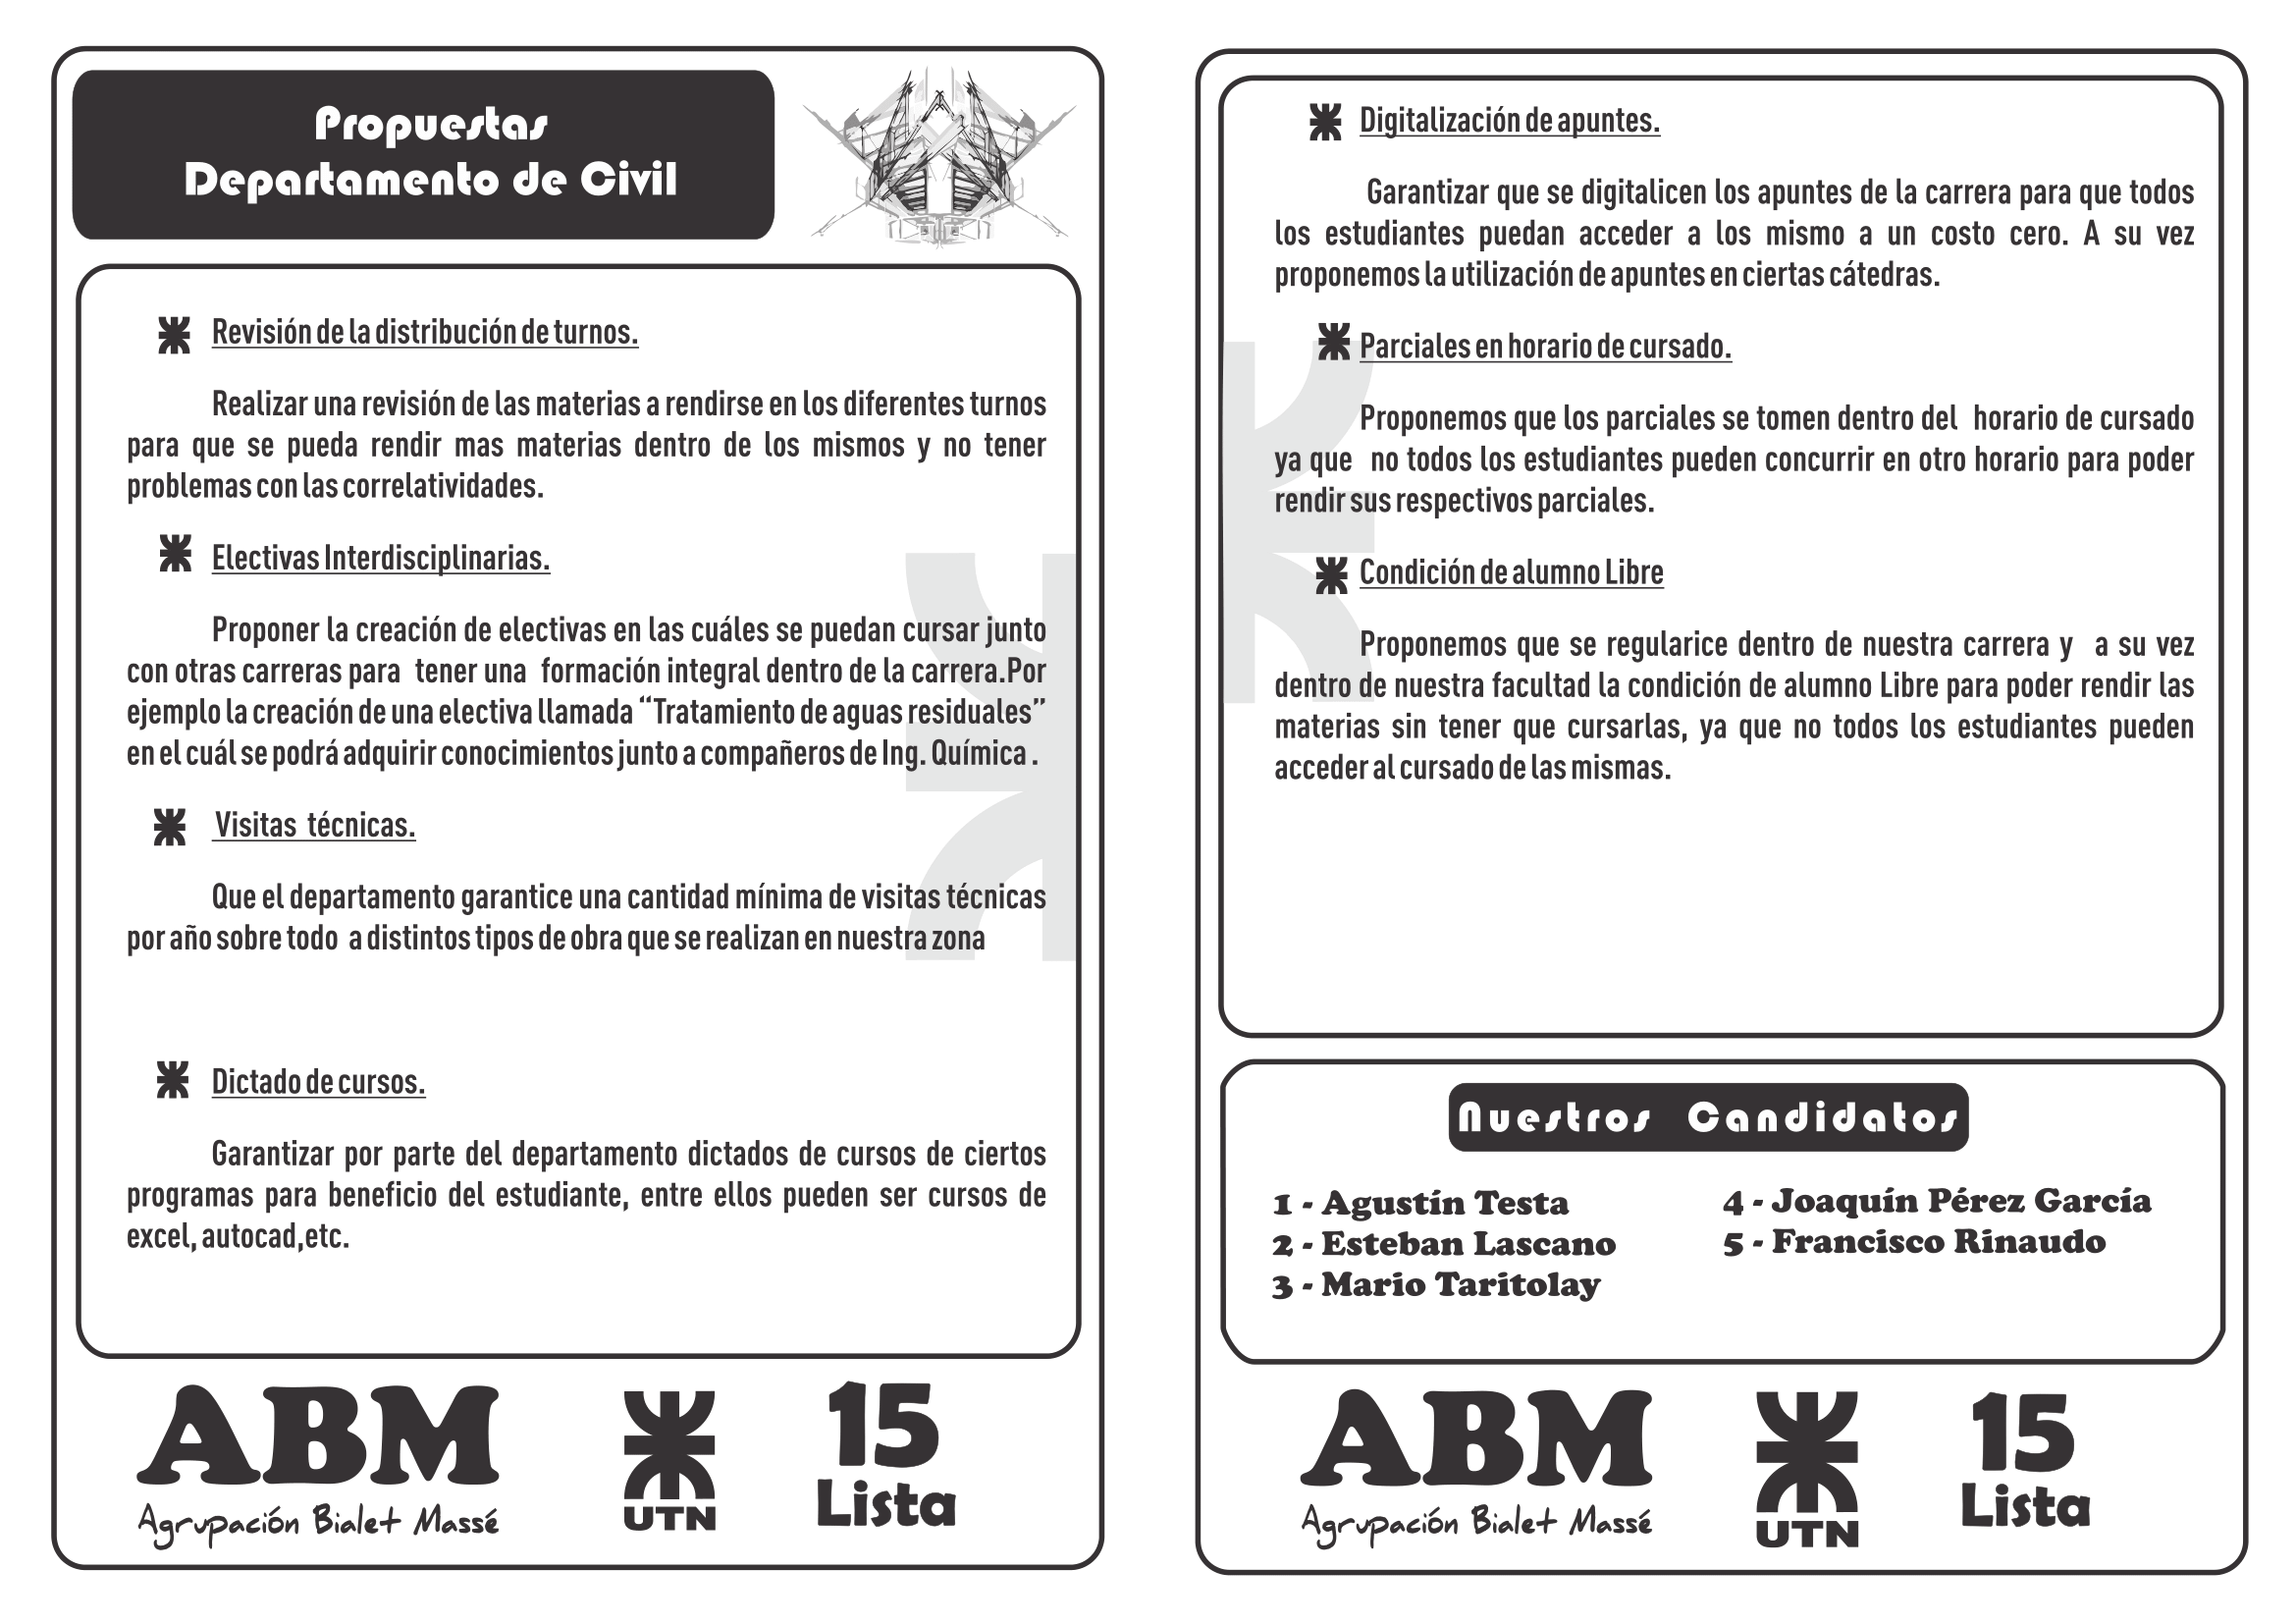 Propuestas
Departamento de Civil
Revisión de la distribución de turnos.
Realizar una revisión de las materias a rendirse en los diferentes turnos
para que se pueda rendir mas materias dentro de los mismos y no tener
problemas con las correlatividades.
Electivas Interdisciplinarias.
Proponer la creación de electivas en las cuáles se puedan cursar junto
con otras carreras para tener una formación integral dentro de la carrera.Por
ejemplo la creación de una electiva llamada “Tratamiento de aguas residuales”
en el cuál se podrá adquirir conocimientos junto a compañeros de Ing. Química .
Visitas técnicas.
Que el departamento garantice una cantidad mínima de visitas técnicas
por año sobre todo a distintos tipos de obra que se realizan en nuestra zona
Dictado de cursos.
Garantizar por parte del departamento dictados de cursos de ciertos
programas para beneficio del estudiante, entre ellos pueden ser cursos de
excel, autocad,etc.
ABM
Agrupación Bialet Massé
UTN
15
Lista
Digitalización de apuntes.
Garantizar que se digitalicen los apuntes de la carrera para que todos
los estudiantes puedan acceder a los mismo a un costo cero. A su vez
proponemos la utilización de apuntes en ciertas cátedras.
Parciales en horario de cursado.
Proponemos que los parciales se tomen dentro del horario de cursado
ya que no todos los estudiantes pueden concurrir en otro horario para poder
rendir sus respectivos parciales.
Condición de alumno Libre
Proponemos que se regularice dentro de nuestra carrera y a su vez
dentro de nuestra facultad la condición de alumno Libre para poder rendir las
materias sin tener que cursarlas, ya que no todos los estudiantes pueden
acceder al cursado de las mismas.
Nuestros Candidatos
1 - Agustín Testa
2 - Esteban Lascano
3 - Mario Taritolay
4 - Joaquín Pérez García
5 - Francisco Rinaudo
ABM
Agrupación Bialet Massé
UTN
15
Lista